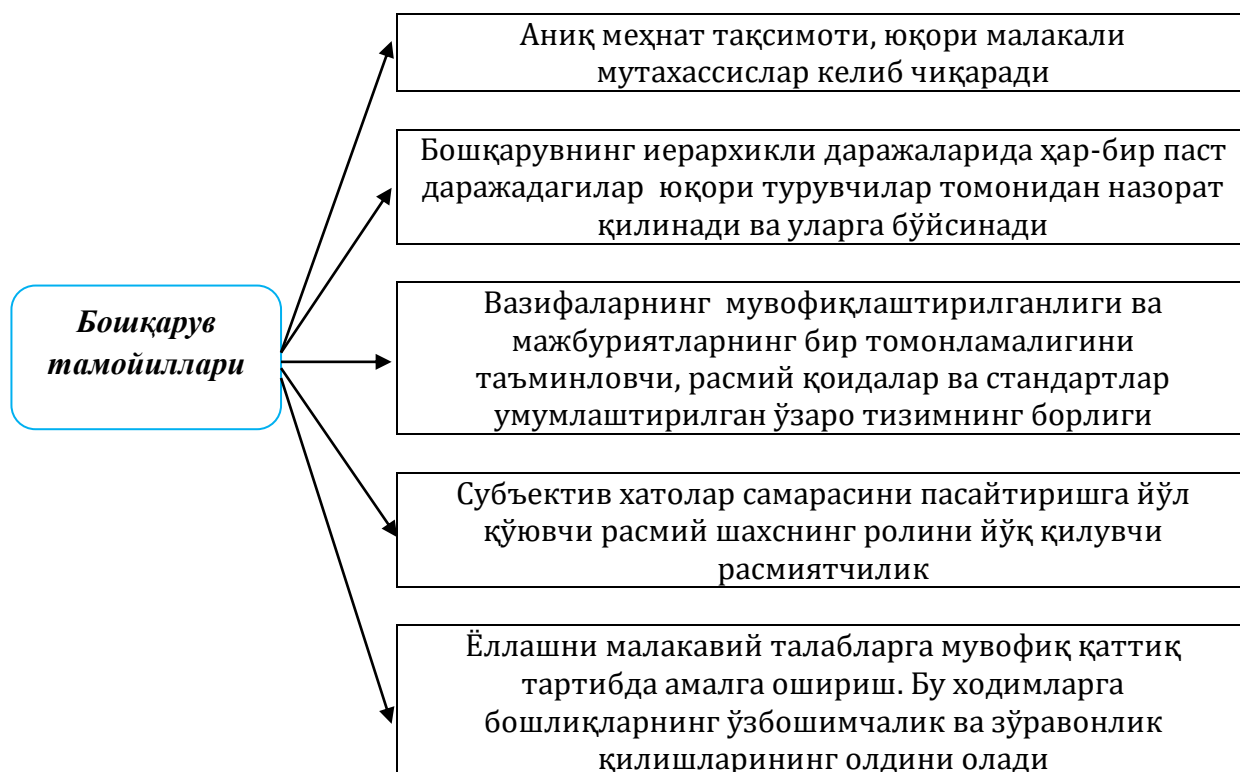 Аниқ меҳнат тақсимоти, юқори малакали
мутахассислар келиб чиқаради
Бошқарувнинг иерархикли даражаларида ҳар-бир паст
даражадагилар юқори турувчилар томонидан назорат
қилинади ва уларга бўйсинади
Бошқарув
тамойиллари
Вазифаларнинг мувофиқлаштирилганлиги ва
мажбуриятларнинг бир томонламалигини
таъминловчи, расмий қоидалар ва стандартлар
умумлаштирилган ўзаро тизимнинг борлиги
Субъектив хатолар самарасини пасайтиришга йўл
қўювчи расмий шахснинг ролини йўқ қилувчи
расмиятчилик
Ёллашни малакавий талабларга мувофиқ қаттиқ
тартибда амалга ошириш. Бу ходимларга
бошлиқларнинг ўзбошимчалик ва зўравонлик
қилишларининг олдини олади